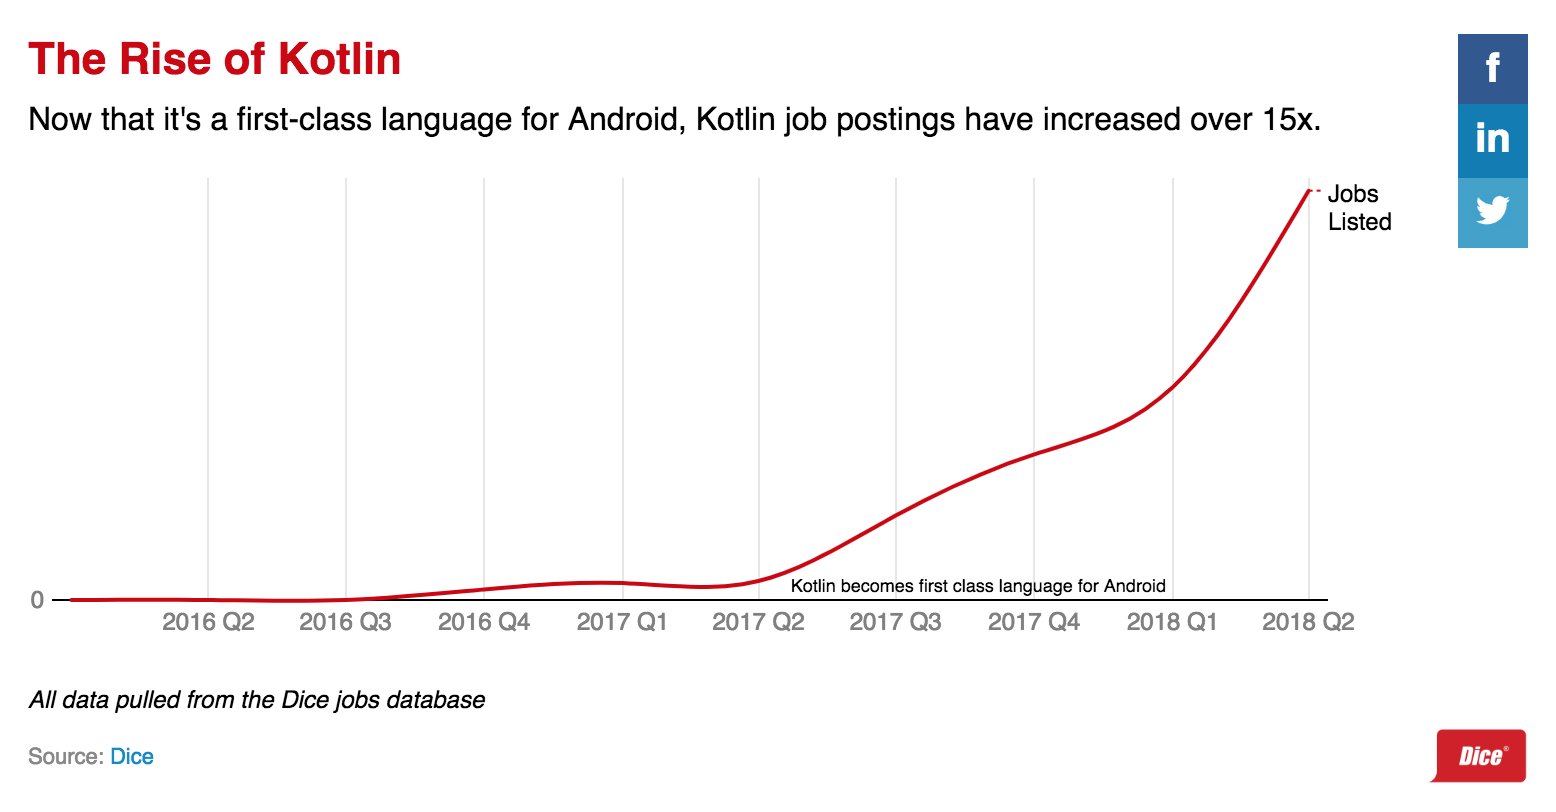 The Rise of Kotlin
Now that it's a first-class language for Android, Kotlin job postings have increased over 15x.
f
in
Jobs
Listed
Kotlin becomes first class language for Android
0
2016 Q2 2016 Q3 2016 Q4 2017 Q1 2017 Q2 2017 Q3 2017 Q4 2018 Q1 2018 Q2
All data pulled from the Dice jobs database
Source: Dice
Dice®